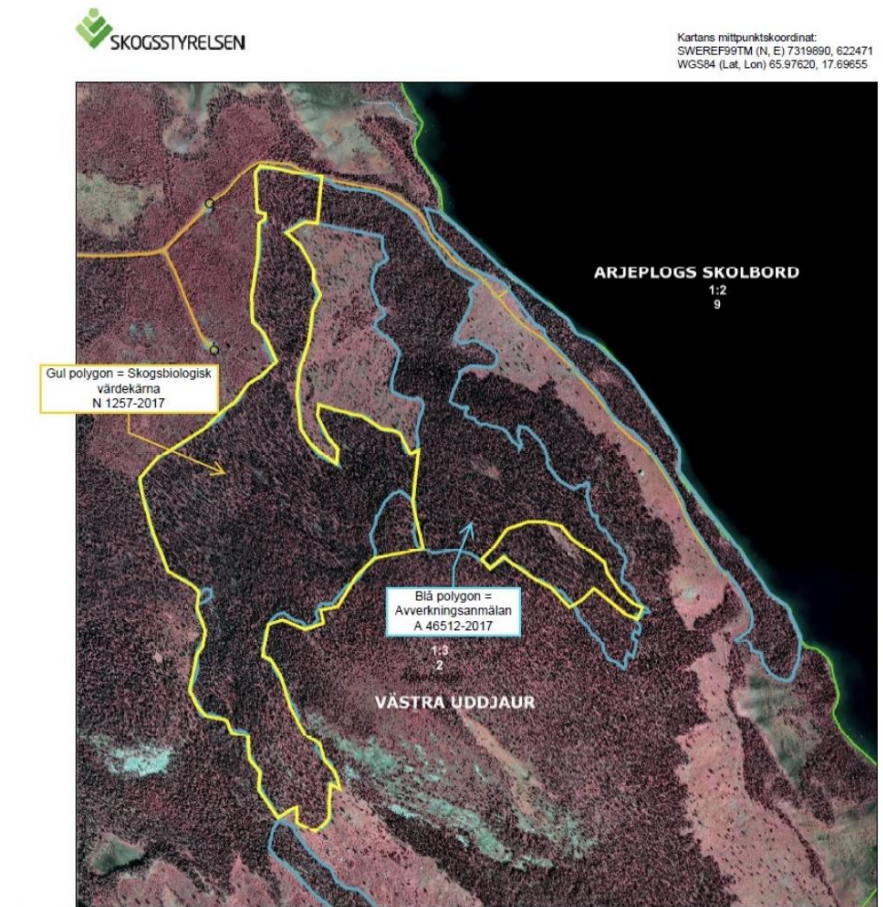 SKOGSSTYRELSEN
Kartans mittpunktskoordinat:
SWEREF99TM (N, E) 7319890, 622471
WGS84 (Lat, Lon) 65.97620, 17.69655
ARJEPLOGS SKOLBORD
1:2
9
Gul polygon = Skogsbiologisk
värdekärna
N 1257-2017
Blå polygon =
Avverkningsanmälan
A 46512-2017
1:3
2
VÄSTRA UDDJAUR